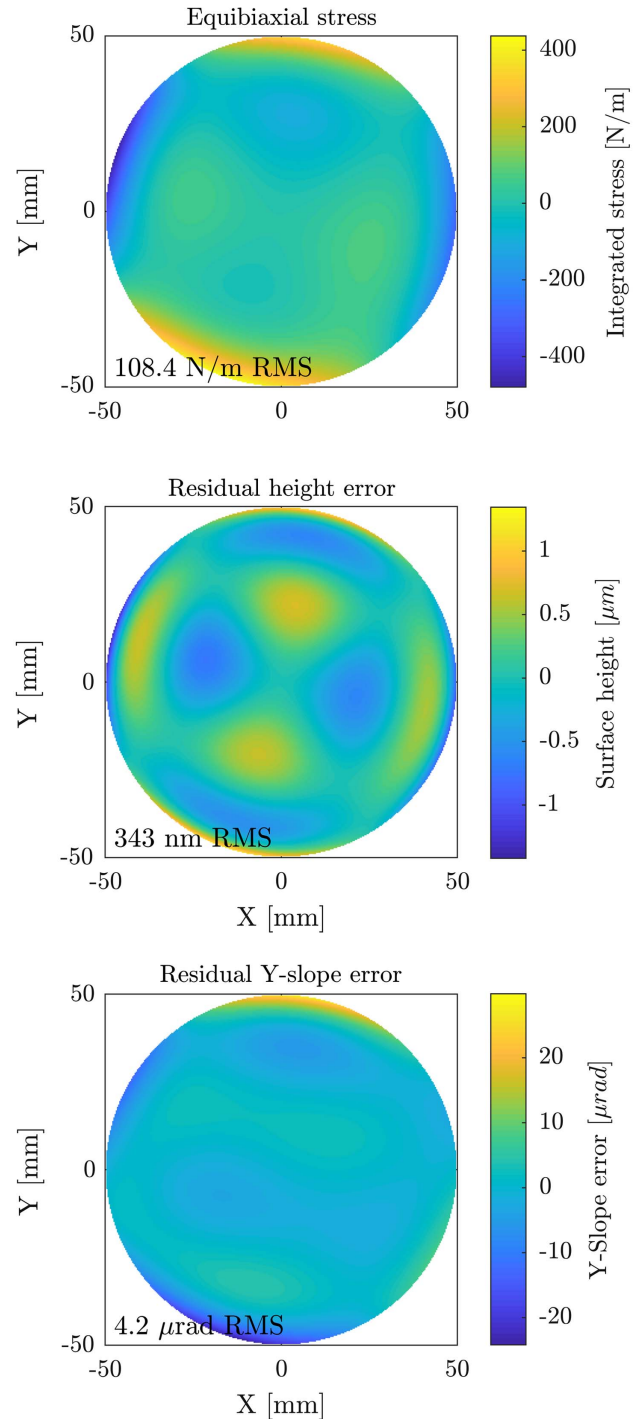 Equibiaxial stress
50
0
-50
Y [mm]
108.4 N/m RMS
-50
0
50
400
200
0
-200
-400
Integrated stress [N/m]
Residual height error
50
0
-50
Y [mm]
343 nm RMS
-50
0
50
X [mm]
1
0.5
0
-0.5
-1
Surface height [μm]
Residual Y-slope error
50
0
-50
Y [mm]
4.2 μrad RMS
-50
0
50
X [mm]
20
10
0
-10
-20
Y-Slope error [μrad]